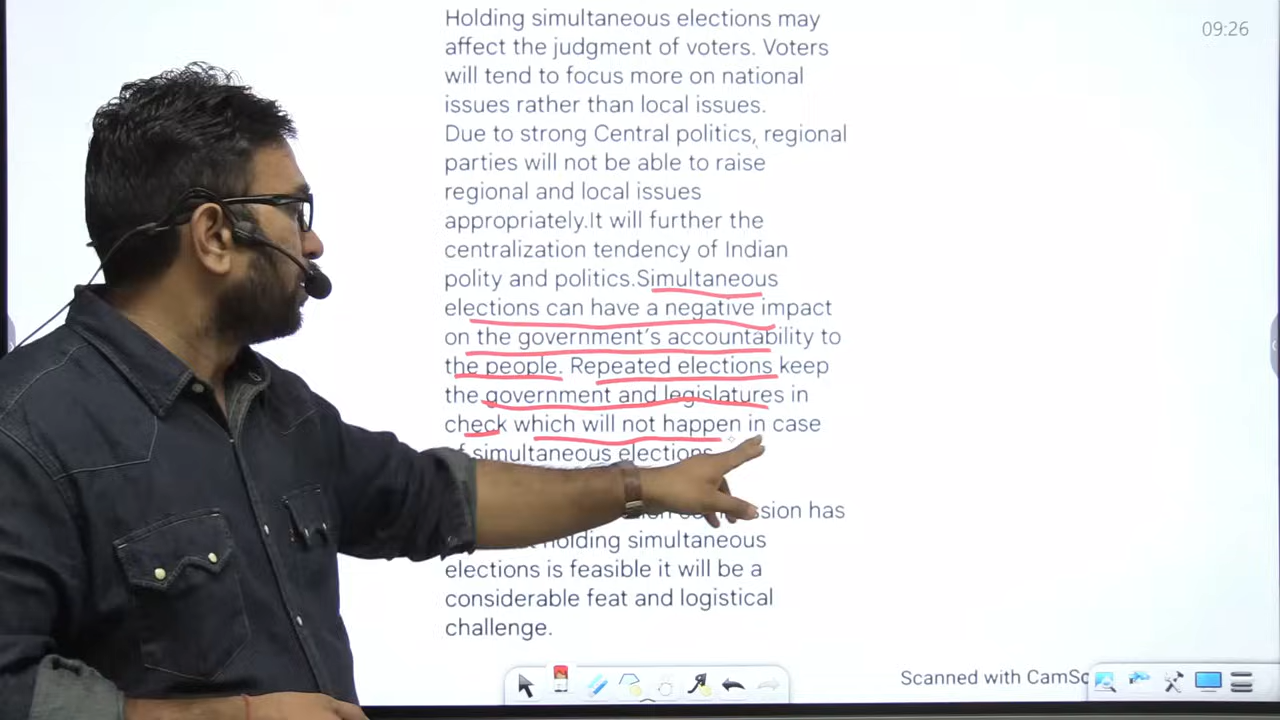 Holding simultaneous elections may
affect the judgment of voters. Voters
will tend to focus more on national
issues rather than local issues.
Due to strong Central politics, regional
parties will not be able to raise
regional and local issues
appropriately.It will further the
centralization tendency of Indian
polity and politics.Simultaneous
elections can have a negative impact
on the government's accountability to
the people. Repeated elections keep
the government and legislatures in
check which will not happen in case
of simultaneous elections
has
holding simultaneous
elections is feasible it will be a
considerable feat and logistical
challenge.
09:26
Scanned with